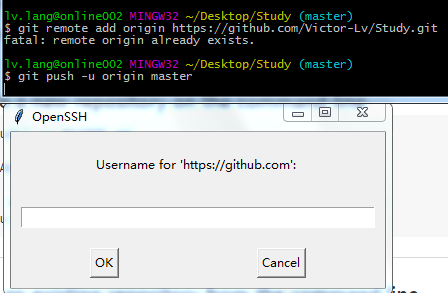 lv.lang@online002 MINGW32 ~/Desktop/Study (master)
$ git remote add origin https://github.com/Victor-Lv/Study.git
fatal: remote origin already exists.
lv.lang@online002 MINGW32 ~/Desktop/Study (master)
$ git push -u origin master
OpenSSH
Username for 'https://github.com':
OK
Cancel